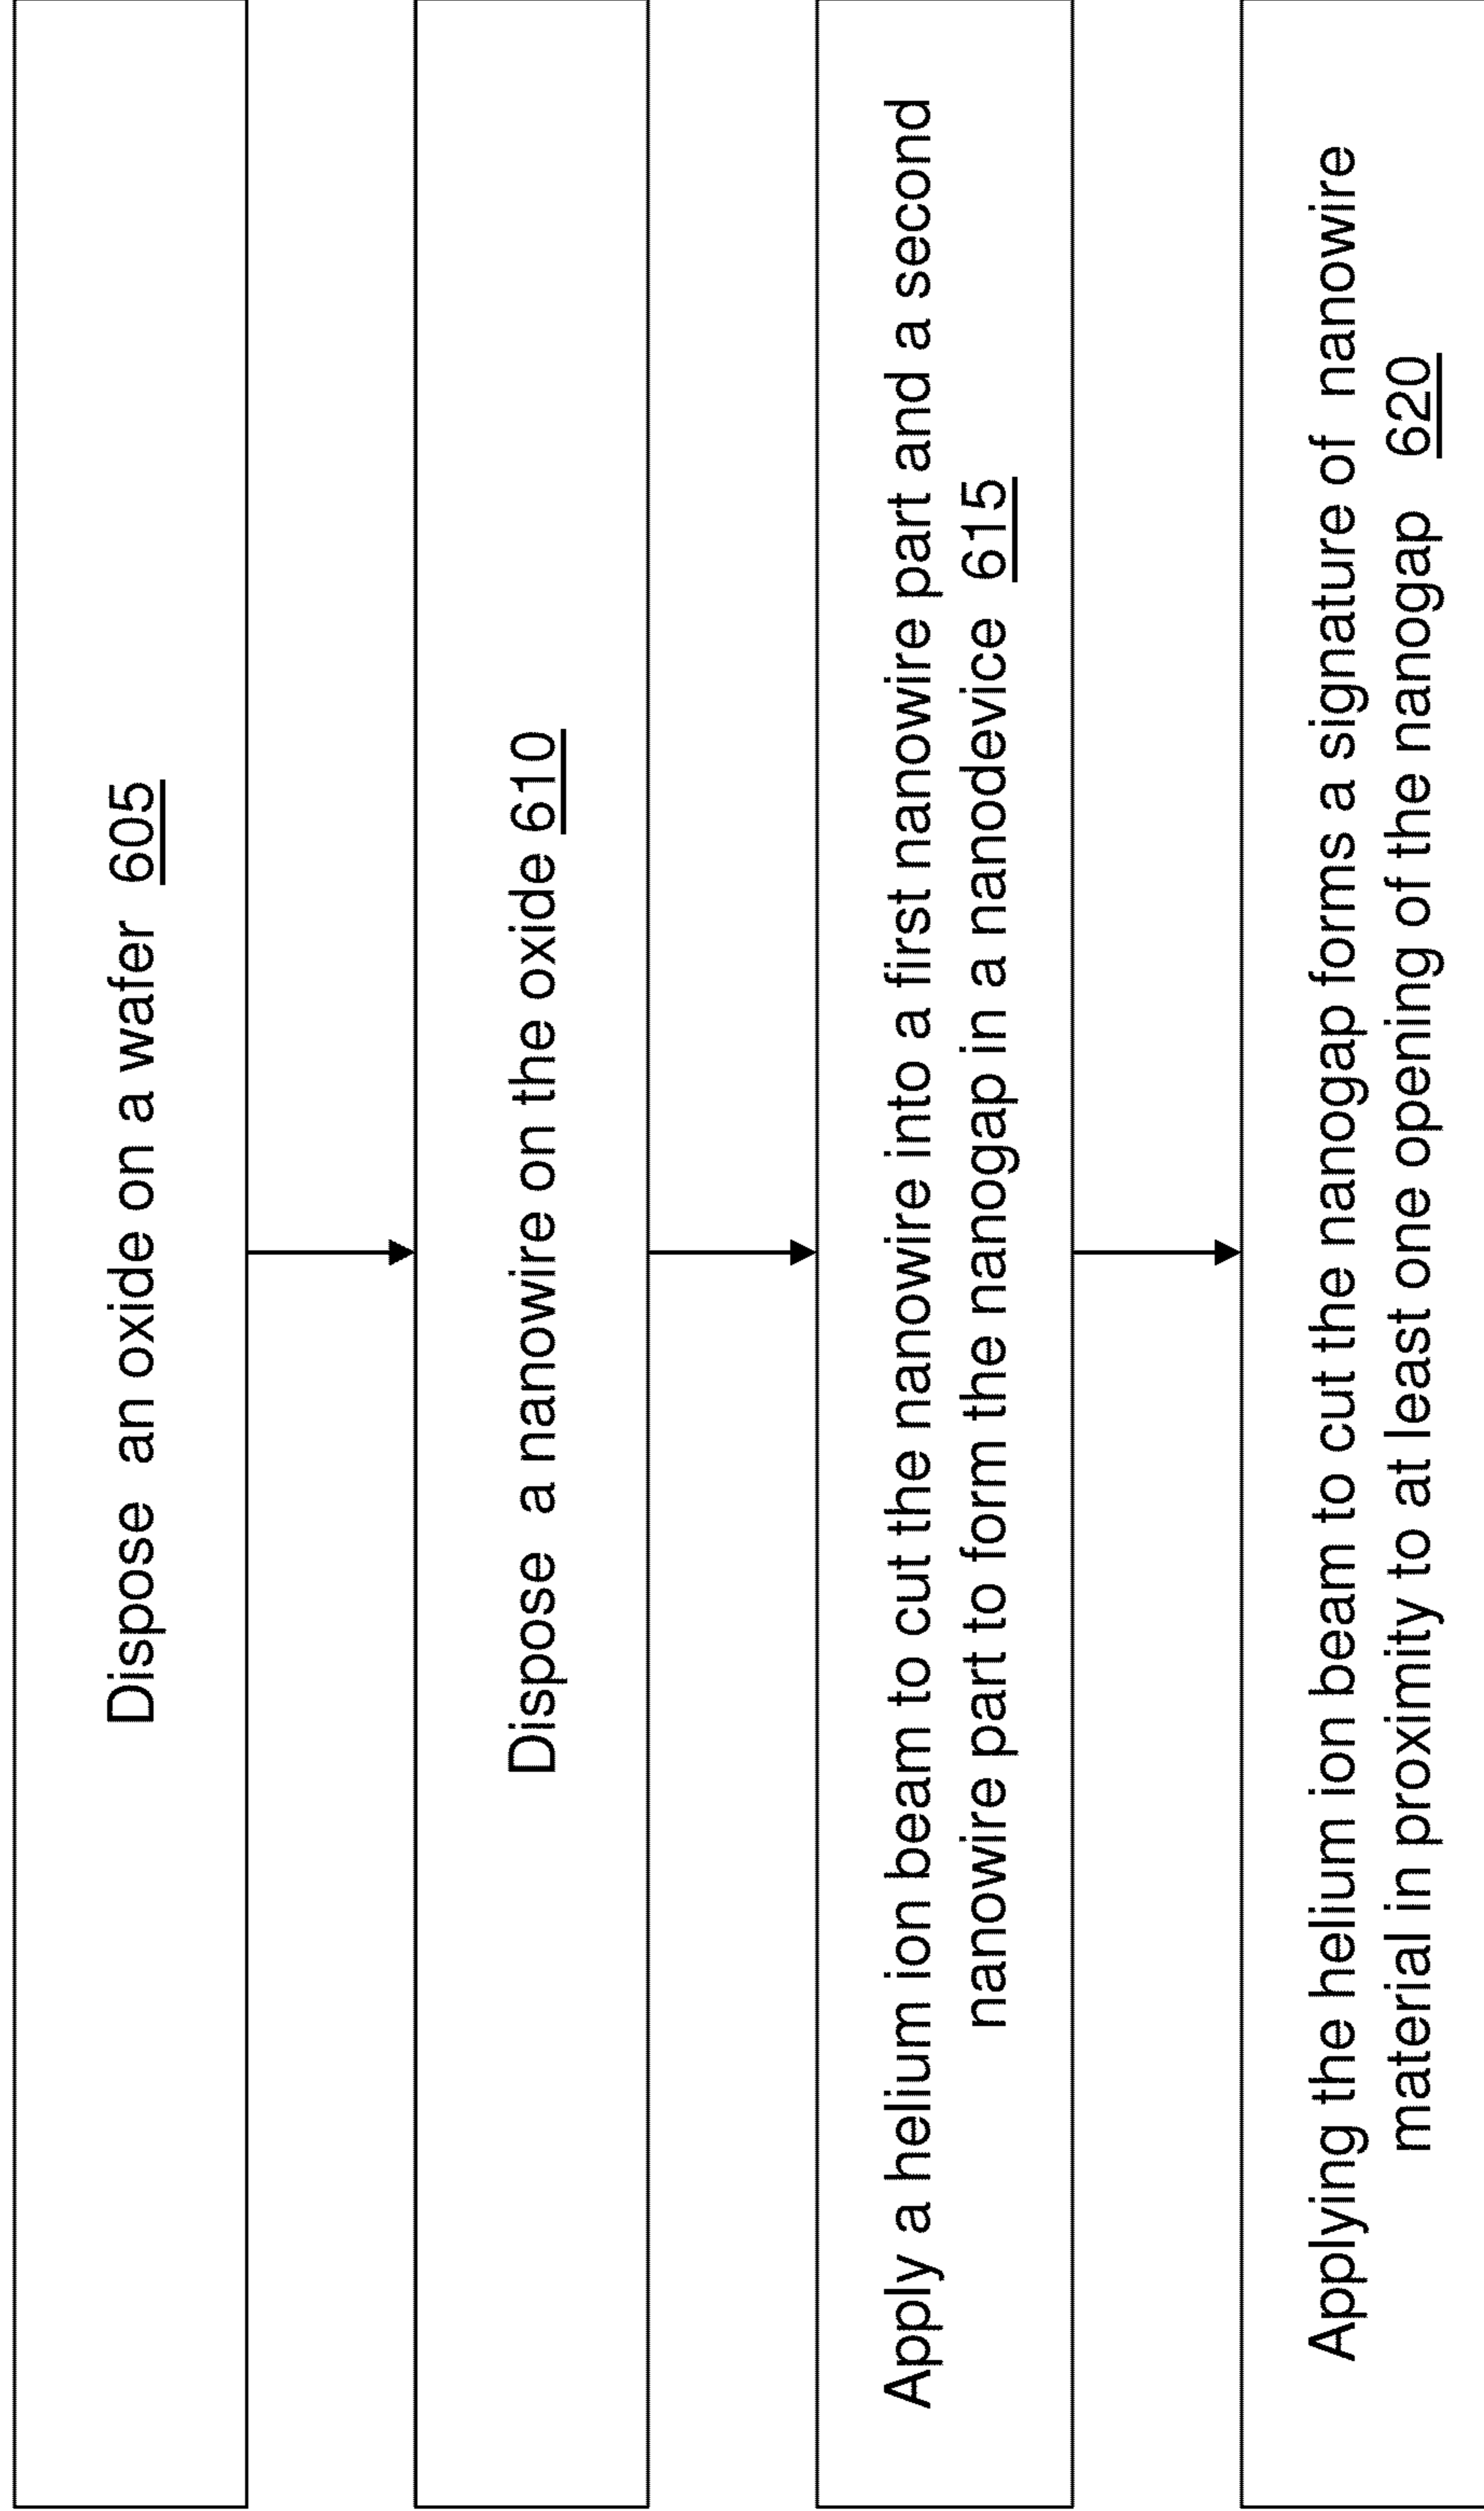 Dispose an oxide on a wafer 605
Dispose a nanowire on the oxide 610
Apply a helium ion beam to cut the nanowire into a first nanowire part and a second
nanowire part to form the nanogap in a nanodevice 615
Applying the helium ion beam to cut the nanogap forms a signature of nanowire
material in proximity to at least one opening of the nanogap 620